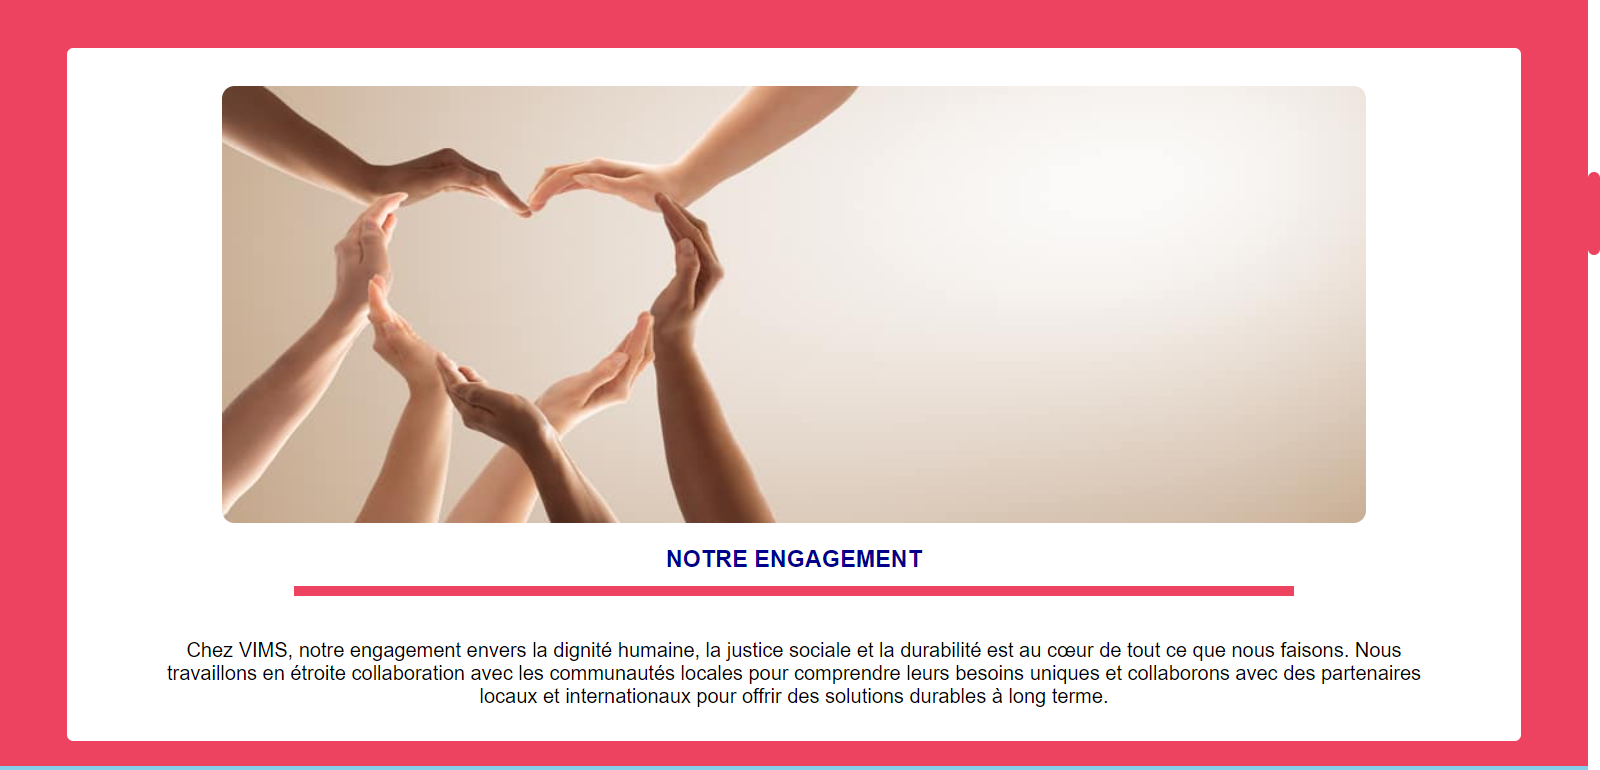 NOTRE ENGAGEMENT
Chez VIMS, notre engagement envers la dignité humaine, la justice sociale et la durabilité est au cœur de tout ce que nous faisons. Nous
travaillons en étroite collaboration avec les communautés locales pour comprendre leurs besoins uniques et collaborons avec des partenaires
locaux et internationaux pour offrir des solutions durables à long terme.